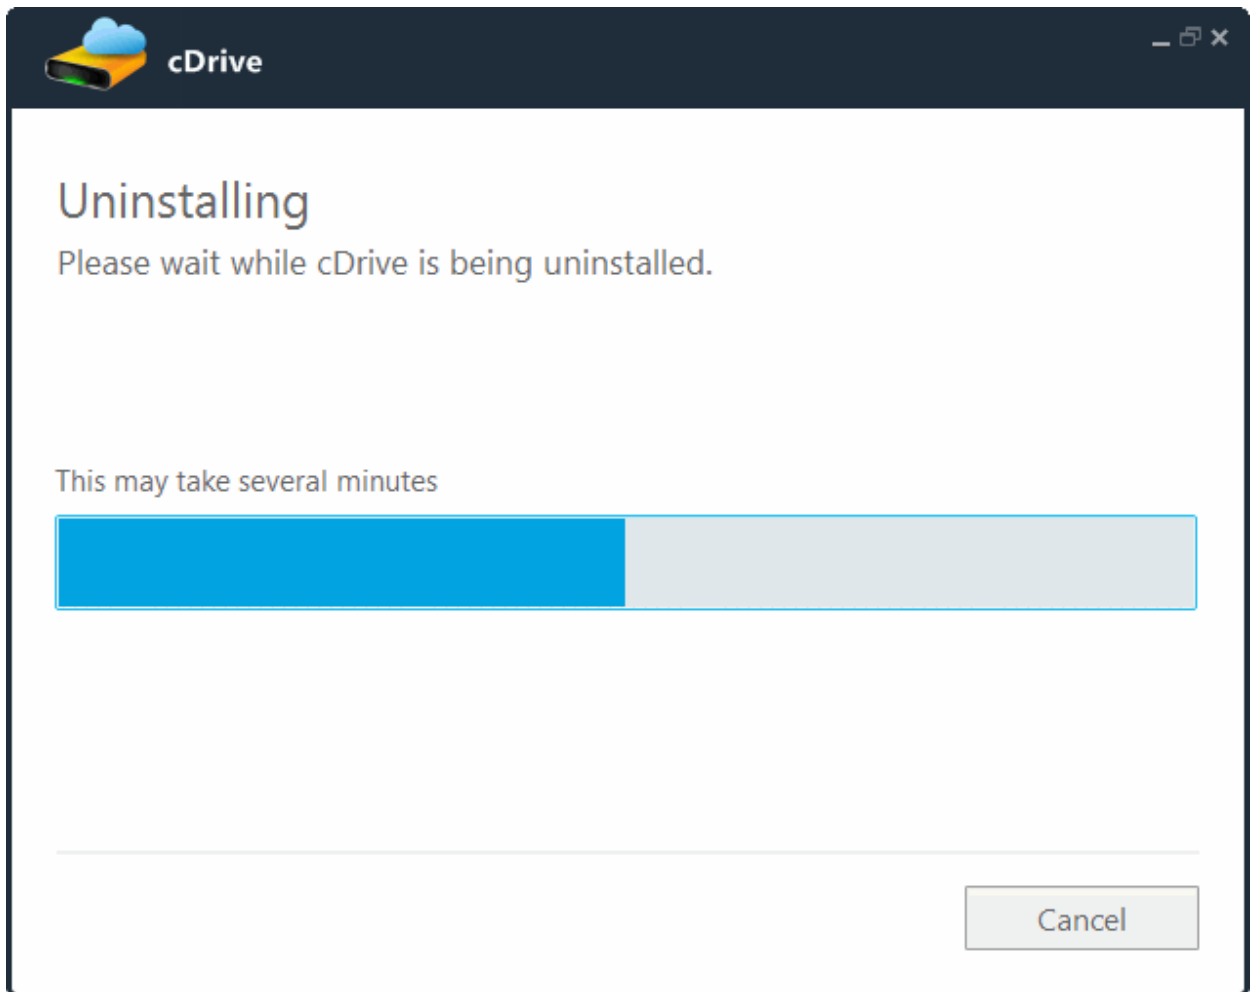 cDrive
Uninstalling
Please wait while cDrive is being uninstalled.
This may take several minutes
Cancel